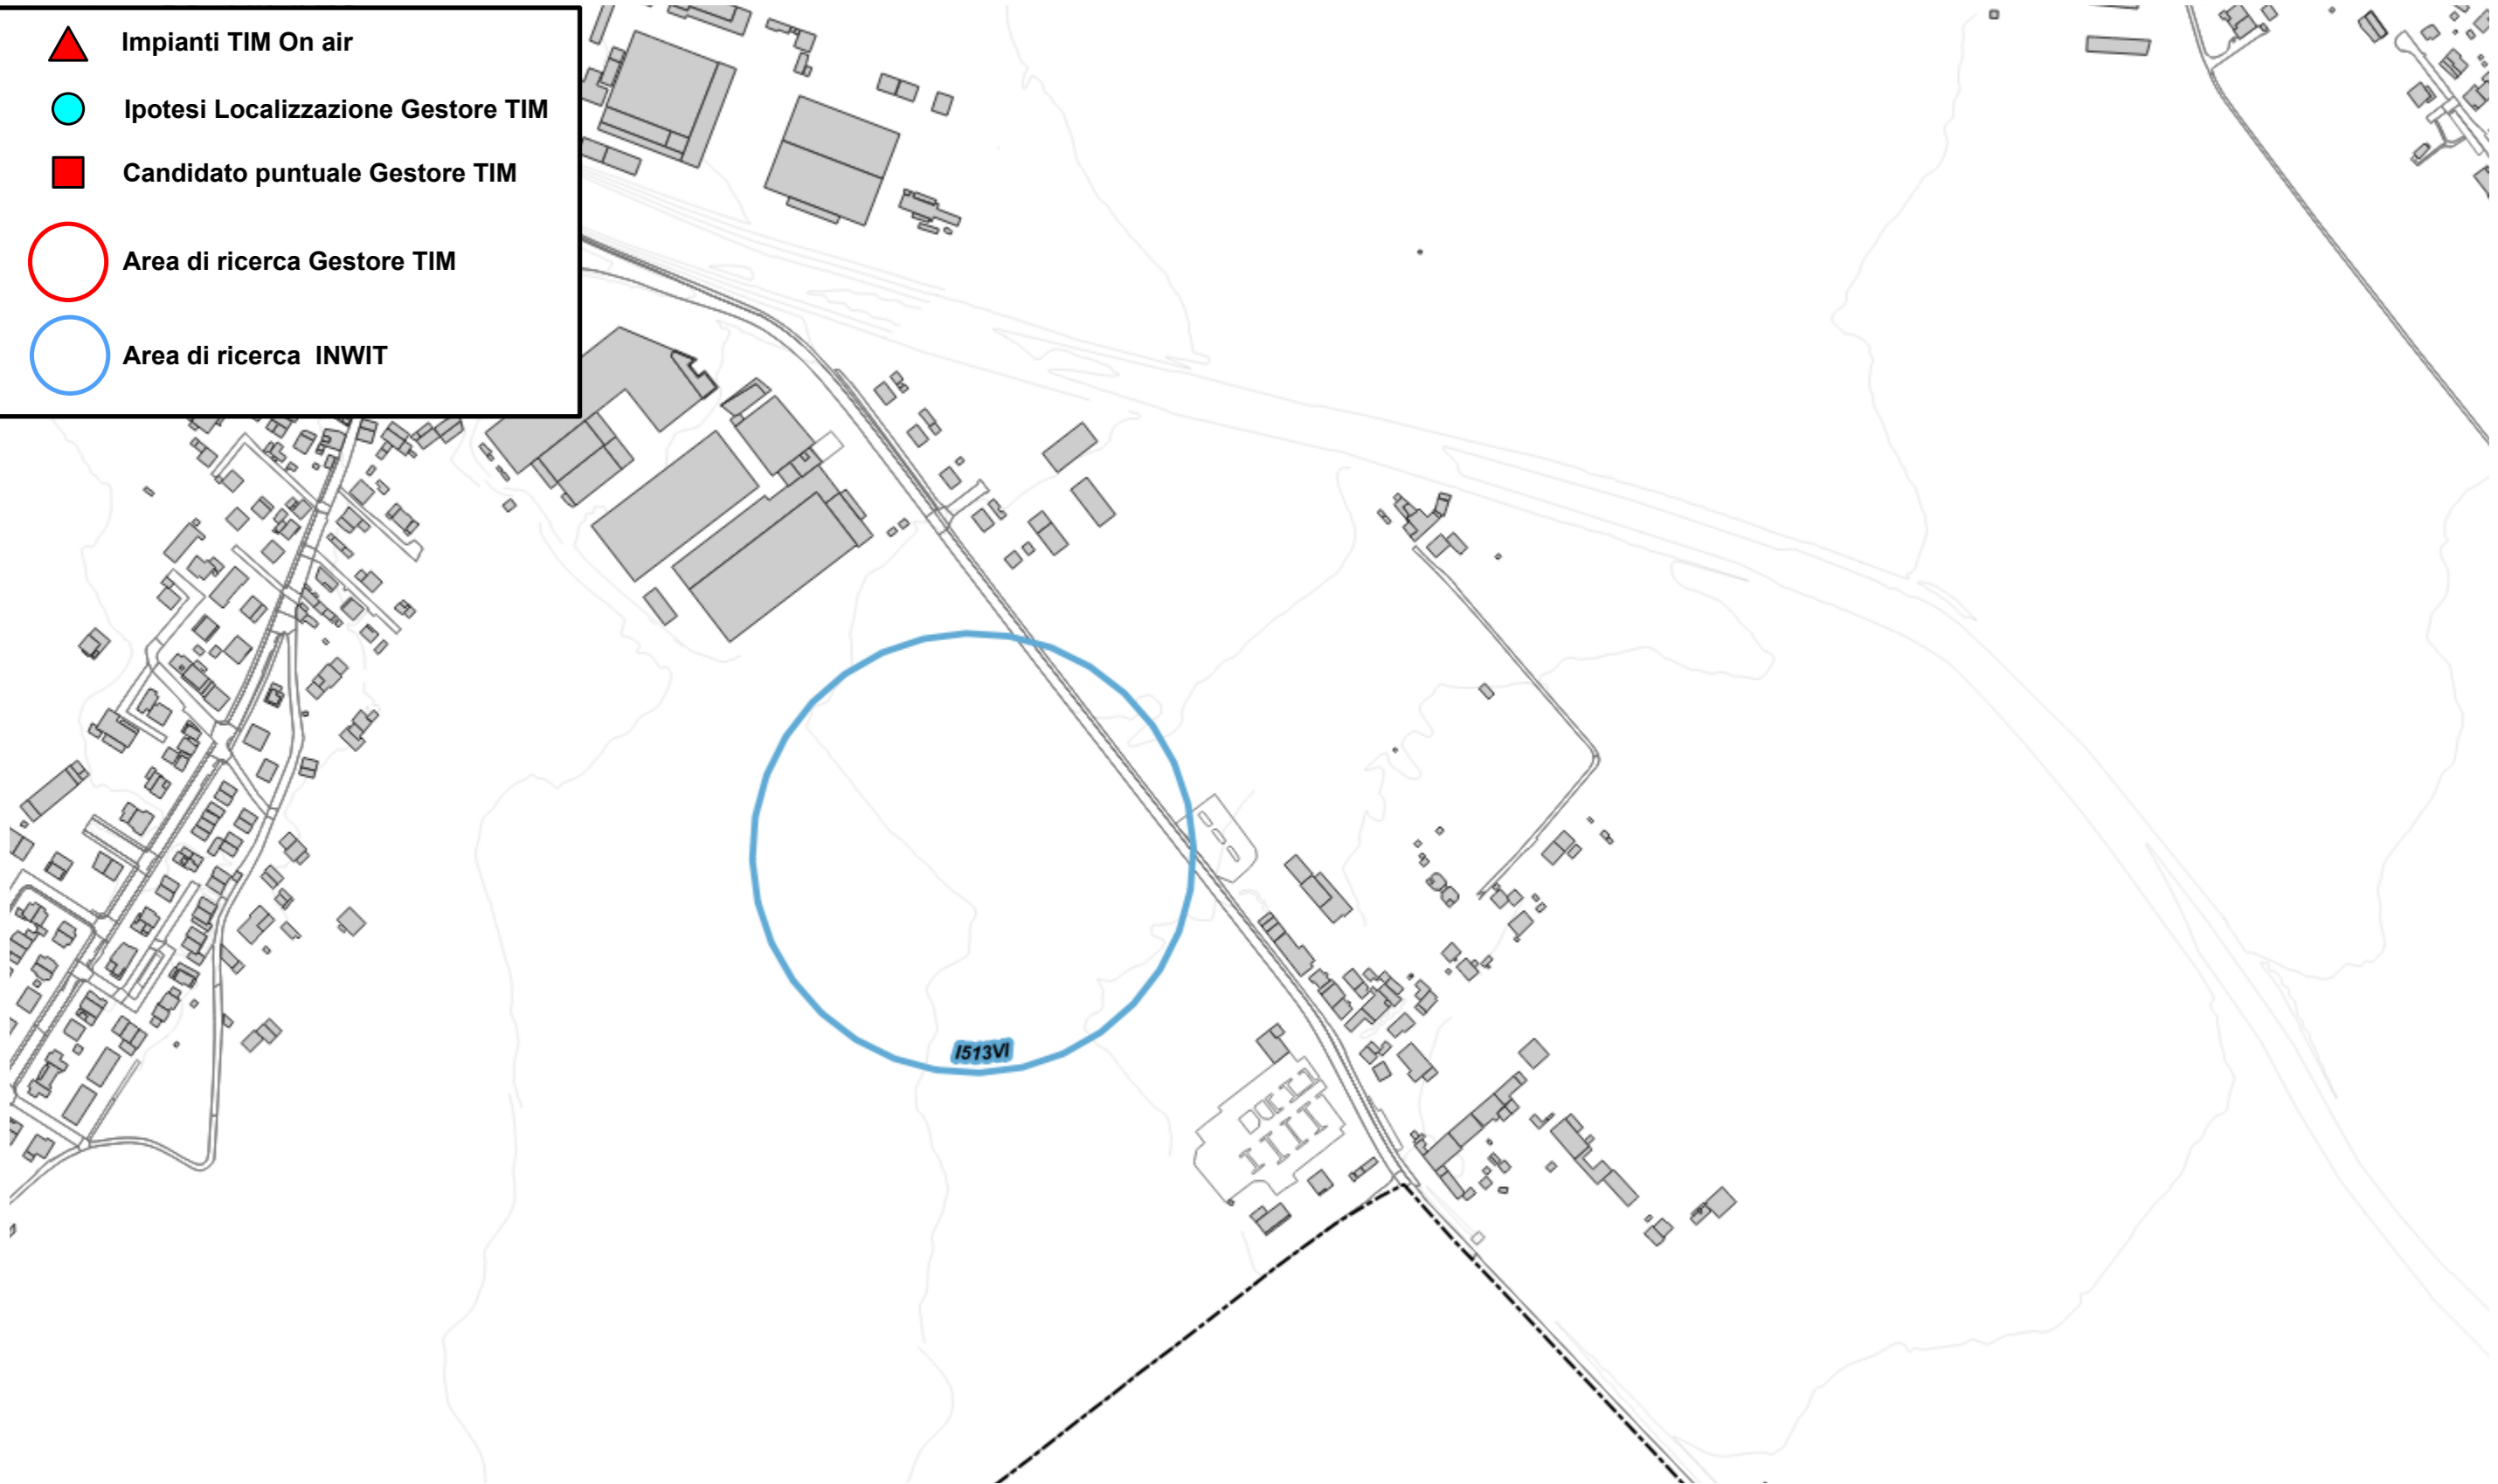 Impianti TIM On air
Ipotesi Localizzazione Gestore TIM
Candidato puntuale Gestore TIM
Area di ricerca Gestore TIM
Area di ricerca INWIT
I513VI